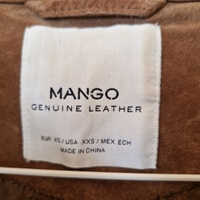 MANGO
GENUINE LEATHER
EUR XS / USA XXS / MEX ECH
MADE IN CHINA